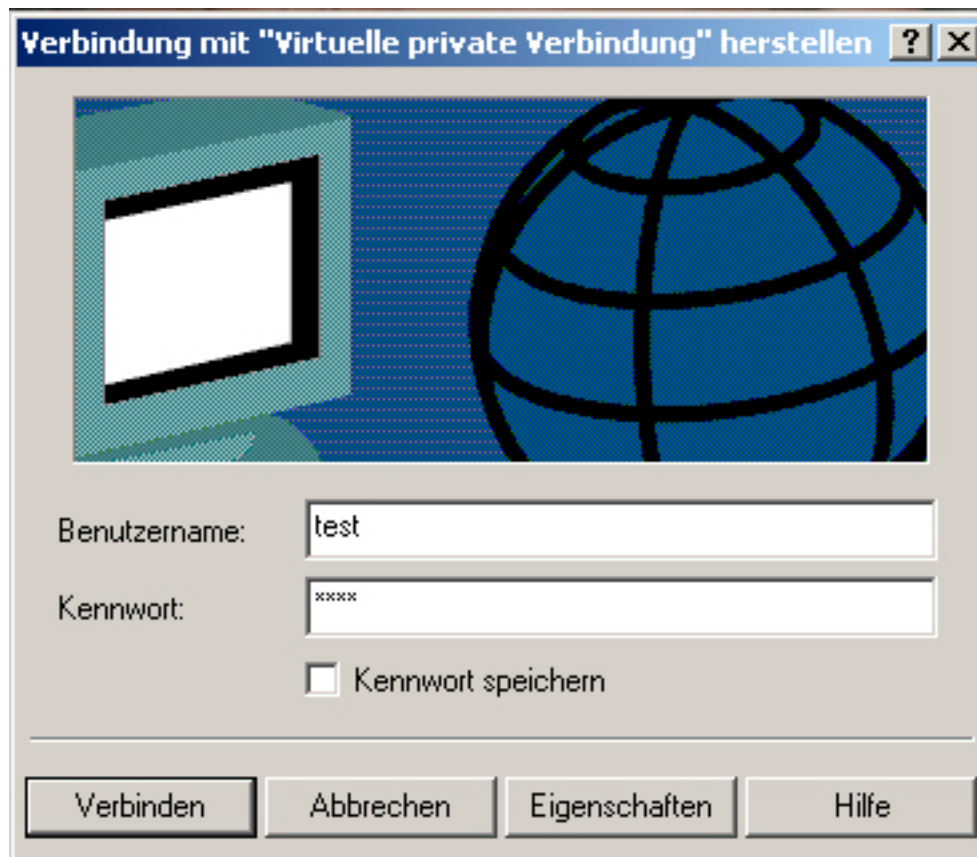 Verbindung mit "Virtuelle private Verbindung" herstellen
Benutzername: test
Kennwort: ××××
Kennwort speichern
Verbinden Abbrechen Eigenschaften Hilfe